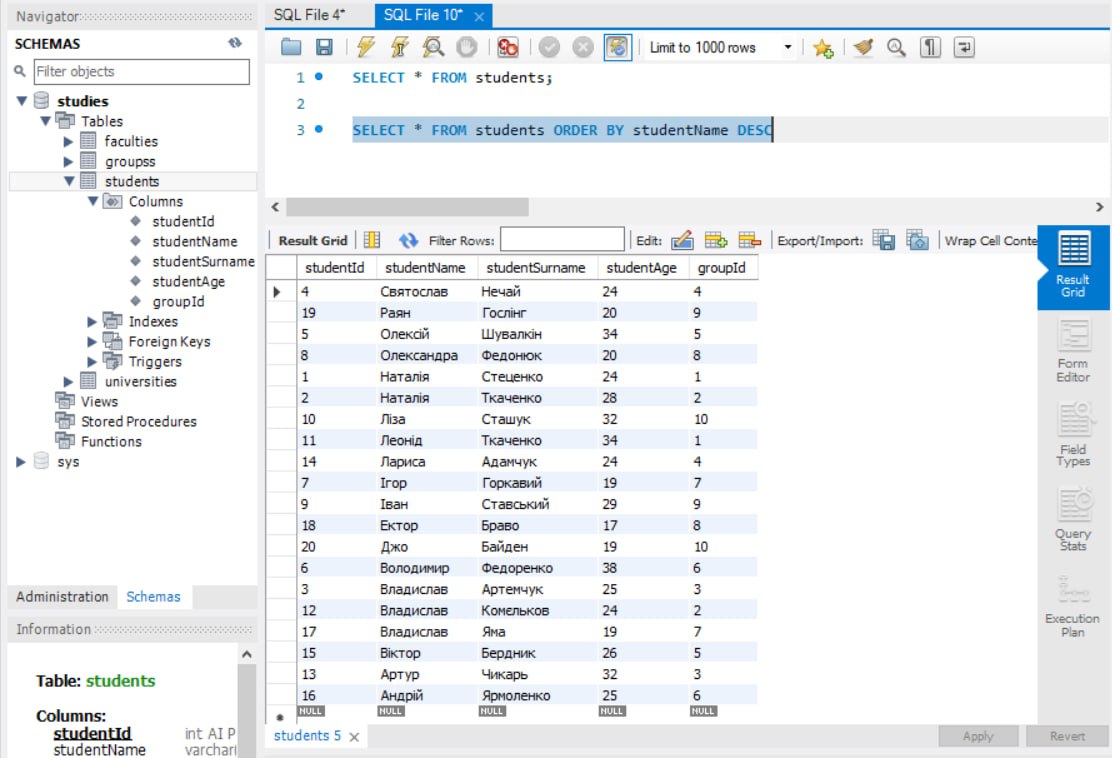 Navigator
SCHEMAS
Filter objects
studies
Tables
faculties
groupss
students
Columns
studentId
studentName
studentSurname
studentAge
groupId
Indexes
Foreign Keys
Triggers
universities
Views
Stored Procedures
Functions
sys
Administration Schemas
Information
Table: students
Columns:
studentId int AI P
studentName varchar(
SQL File 4* SQL File 10*
Limit to 1000 rows
1 SELECT * FROM students;
2
3 SELECT * FROM students ORDER BY studentName DESC
Result Grid Filter Rows: Edit: Export/Import: Wrap Cell Conte
studentId studentName studentSurname studentAge groupId
4 Святослав Нечай 24 4
19 Раян Гослінг 20 9
5 Олексій Шувалкін 34 5
8 Олександра Федонюк 20 8
1 Наталія Стеценко 24 1
2 Наталія Ткаченко 28 2
10 Ліза Сташук 32 10
11 Леонід Ткаченко 34 1
14 Лариса Адамчук 24 4
7 Ігор Горкавий 19 7
9 Іван Ставський 29 9
18 Ектор Браво 17 8
20 Джо Байден 19 10
6 Володимир Федоренко 38 6
3 Владислав Артемчук 25 3
12 Владислав Комельков 24 2
17 Владислав Яма 19 7
15 Віктор Бердник 26 5
13 Артур Чикарь 32 3
16 Андрій Ярмоленко 25 6
NULL NULL NULL NULL NULL
students 5
Apply Revert
Result
Grid
Form
Editor
Field
Types
Query
Stats
Execution
Plan